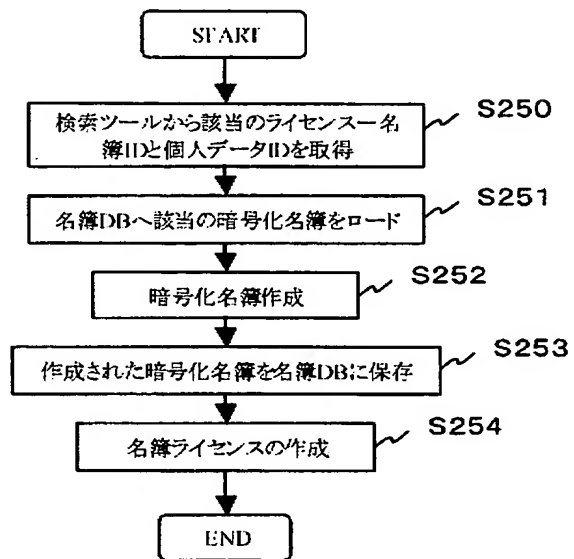 START
検索ツールから該当のライセンスー名
簿IDと個人データIDを取得
S250
名簿DBへ該当の暗号化名簿をロード
S251
暗号化名簿作成
S252
作成された暗号化名簿を名簿DBに保存
S253
名簿ライセンスの作成
S254
END